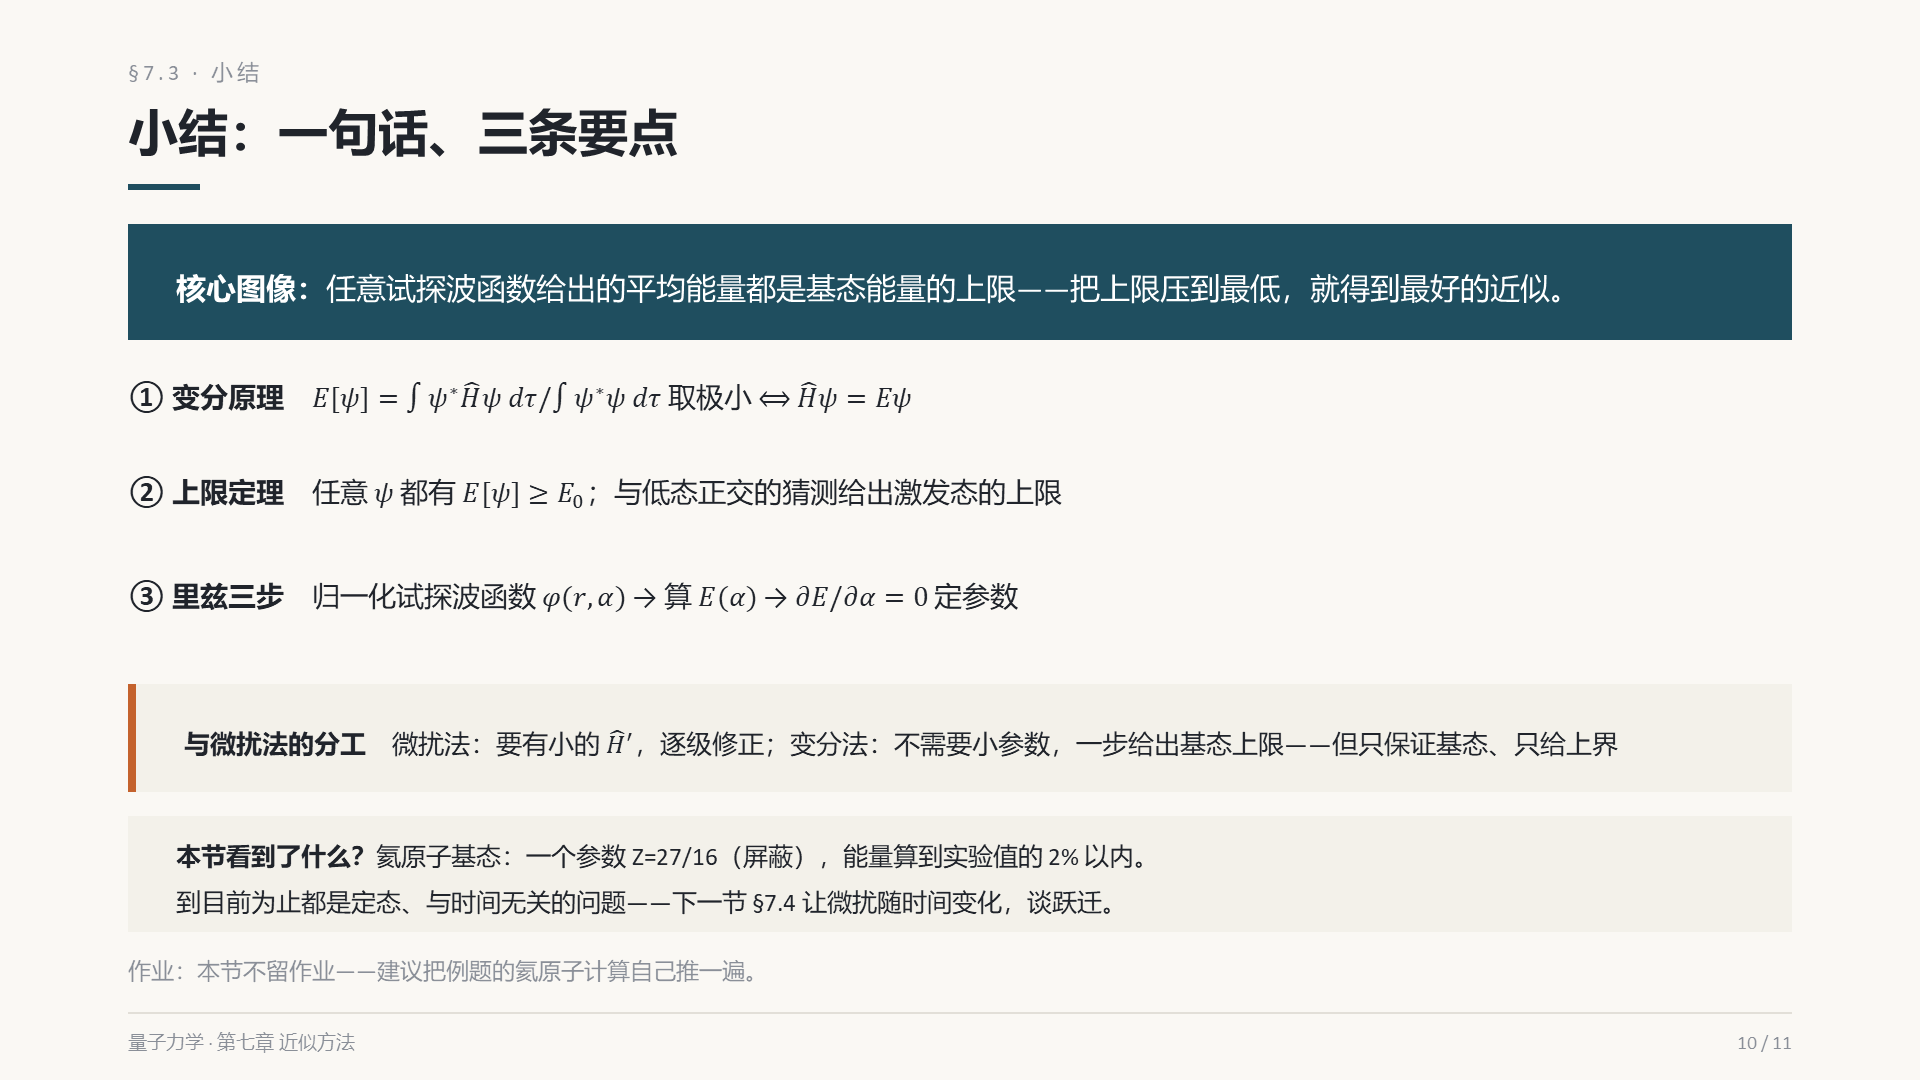 §7.3 · 小结
小结：一句话、三条要点
核心图像：任意试探波函数给出的平均能量都是基态能量的上限——把上限压到最低，就得到最好的近似。
① 变分原理 E[ψ] = ∫ ψ*Ĥψ dτ/∫ ψ*ψ dτ 取极小 ⟺ Ĥψ = Eψ
② 上限定理 任意 ψ 都有 E[ψ] ≥ E₀；与低态正交的猜测给出激发态的上限
③ 里兹三步 归一化试探波函数 φ(r, α) → 算 E(α) → ∂E/∂α = 0 定参数
与微扰法的分工 微扰法：要有小的 Ĥ′，逐级修正；变分法：不需要小参数，一步给出基态上限——但只保证基态、只给上界
本节看到了什么？氦原子基态：一个参数 Z=27/16（屏蔽），能量算到实验值的 2% 以内。
到目前为止都是定态、与时间无关的问题——下一节 §7.4 让微扰随时间变化，谈跃迁。
作业：本节不留作业——建议把例题的氦原子计算自己推一遍。
量子力学 · 第七章 近似方法
10 / 11